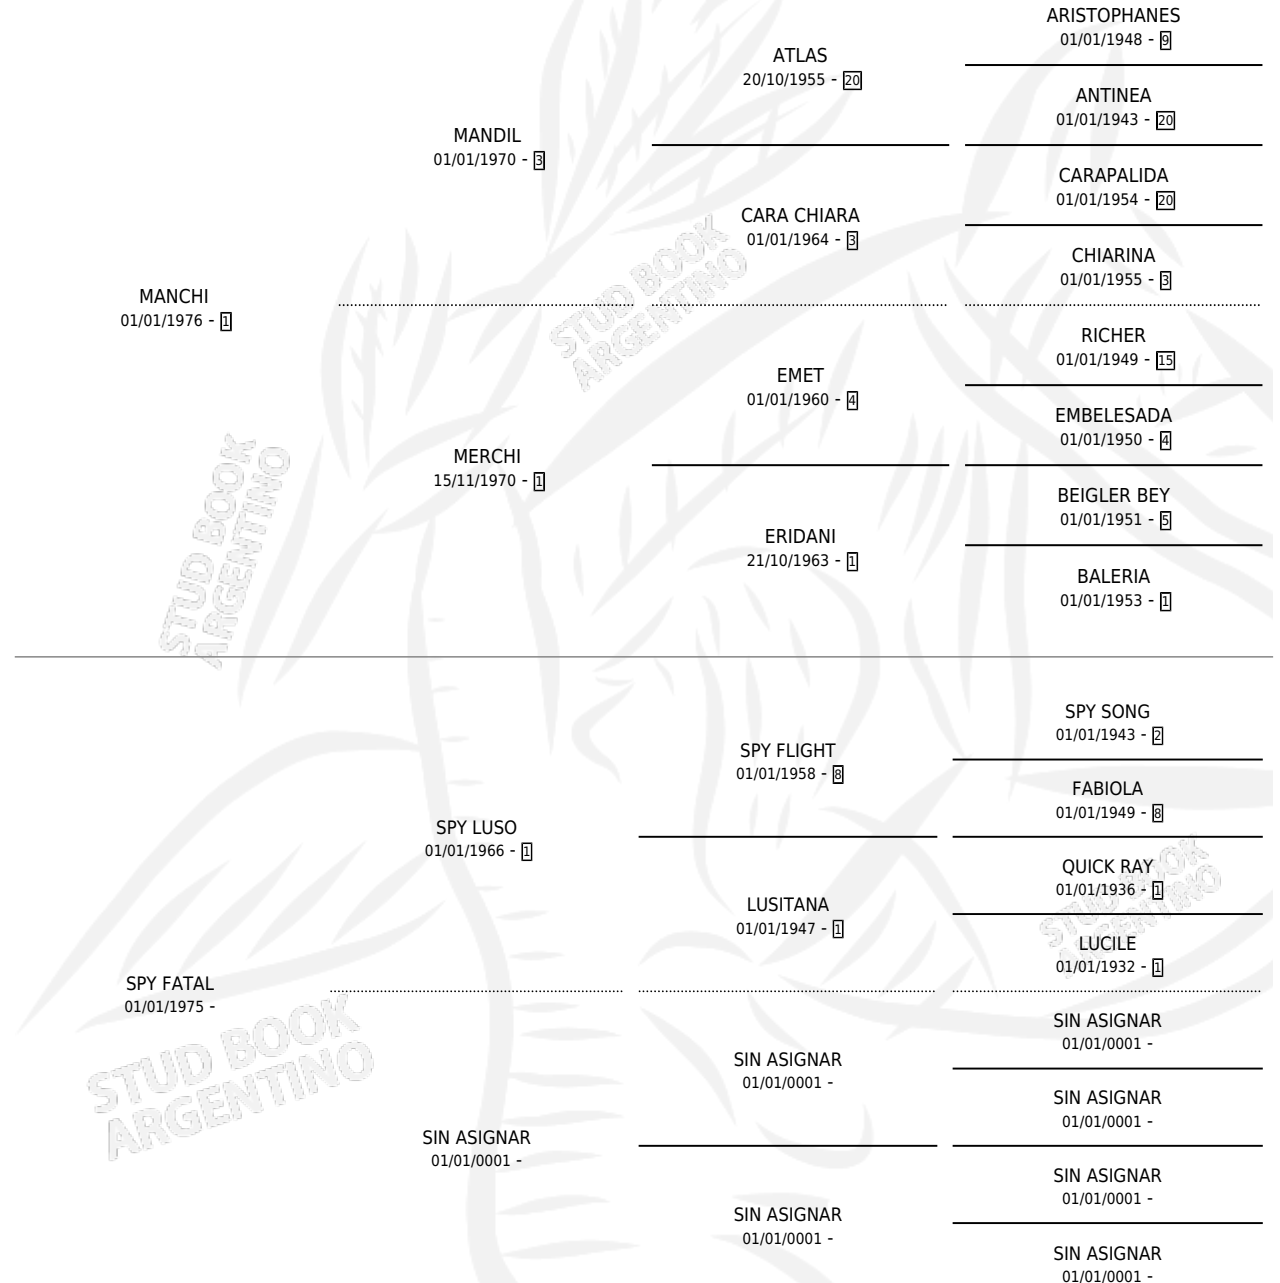 ARISTOPHANES
01/01/1948 - 9
ATLAS
20/10/1955 - 20
ANTINEA
01/01/1943 - 20
MANDIL
01/01/1970 - 3
CARAPALIDA
01/01/1954 - 20
CARA CHIARA
01/01/1964 - 3
CHIARINA
01/01/1955 - 3
MANCHI
01/01/1976 - 1
RICHER
01/01/1949 - 15
EMET
01/01/1960 - 4
EMBELESADA
01/01/1950 - 4
MERCHI
15/11/1970 - 1
BEIGLER BEY
01/01/1951 - 5
ERIDANI
21/10/1963 - 1
BALERIA
01/01/1953 - 1
SPY SONG
01/01/1943 - 2
SPY FLIGHT
01/01/1958 - 8
FABIOLA
01/01/1949 - 8
SPY LUSO
01/01/1966 - 1
QUICK RAY
01/01/1936 - 1
LUSITANA
01/01/1947 - 1
LUCILE
01/01/1932 - 1
SPY FATAL
01/01/1975 -
SIN ASIGNAR
01/01/0001 -
SIN ASIGNAR
01/01/0001 -
SIN ASIGNAR
01/01/0001 -
SIN ASIGNAR
01/01/0001 -
SIN ASIGNAR
01/01/0001 -
SIN ASIGNAR
01/01/0001 -
SIN ASIGNAR
01/01/0001 -
STUD BOOK
ARGENTINO
STUD BOOK
ARGENTINO
STUD BOOK
ARGENTINO
STUD BOOK
ARGENTINO